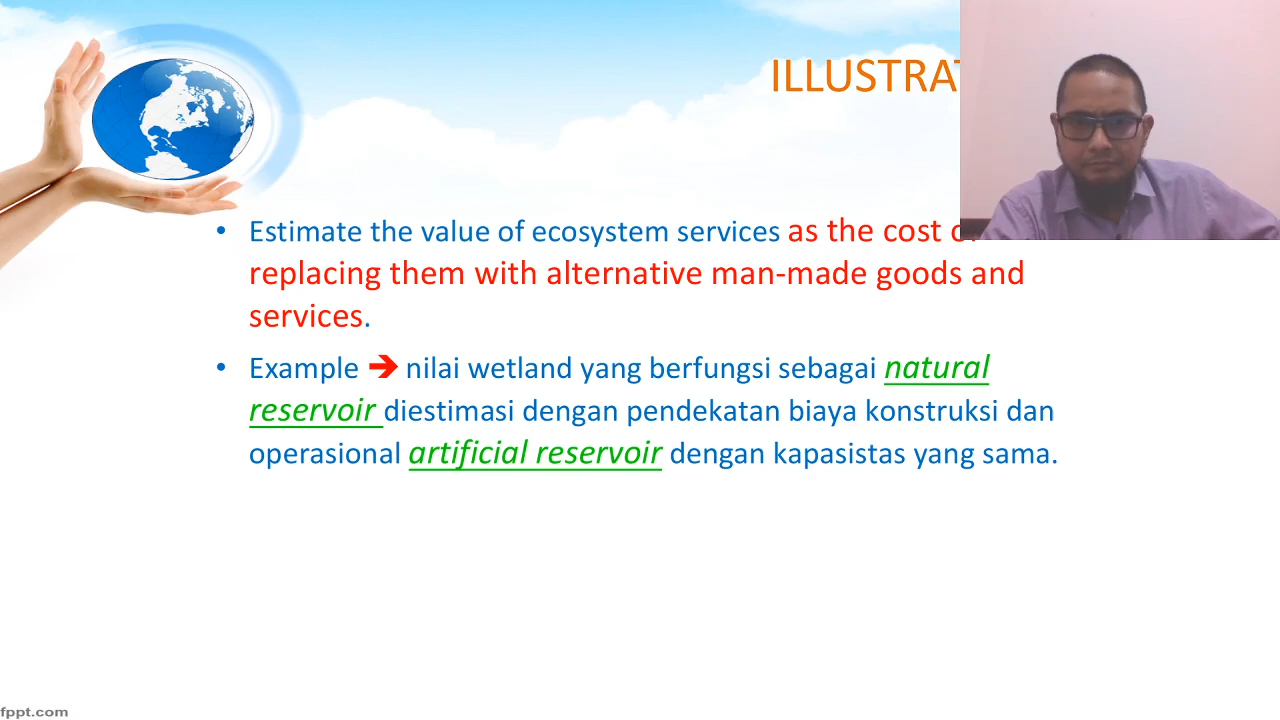 ILLUSTRAT
• Estimate the value of ecosystem services as the cost of
replacing them with alternative man-made goods and
services.
• Example ➔ nilai wetland yang berfungsi sebagai natural
reservoir diestimasi dengan pendekatan biaya konstruksi dan
operasional artificial reservoir dengan kapasistas yang sama.
fppt.com